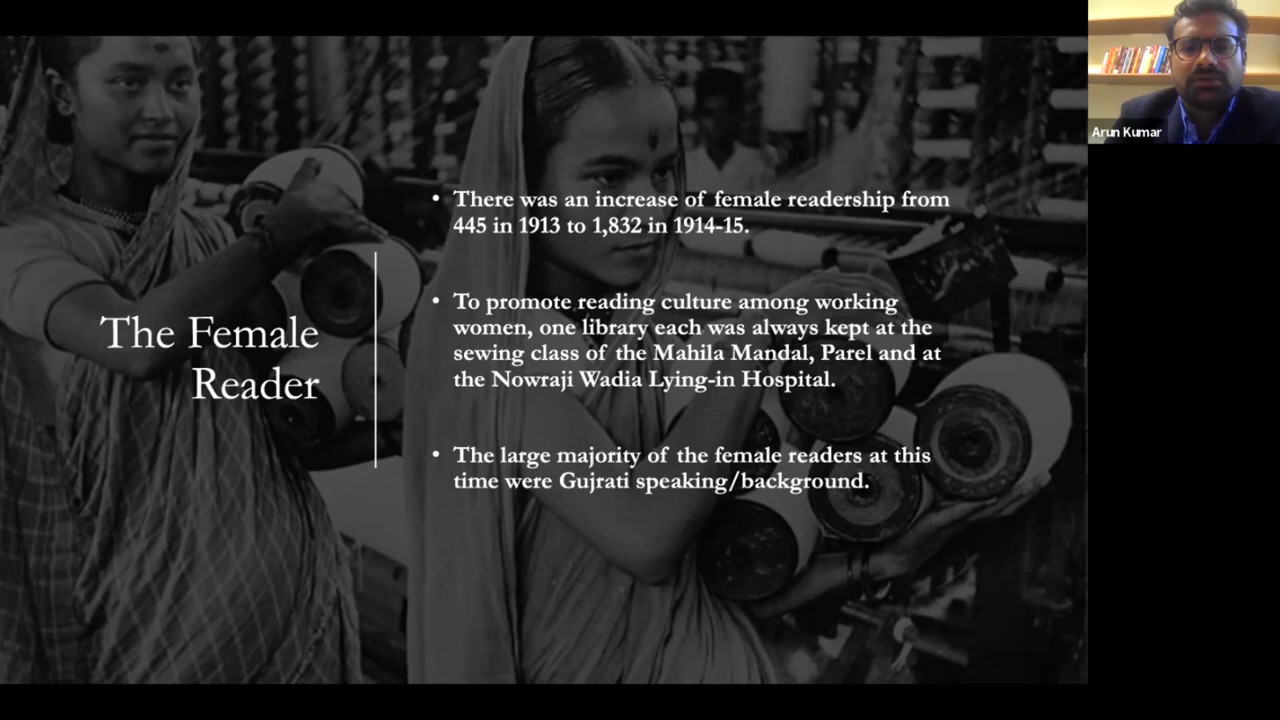 The Female
Reader
• There was an increase of female readership from
445 in 1913 to 1,832 in 1914-15.
• To promote reading culture among working
women, one library each was always kept at the
sewing class of the Mahila Mandal, Parel and at
the Nowraji Wadia Lying-in Hospital.
• The large majority of the female readers at this
time were Gujrati speaking/background.
Arun Kumar